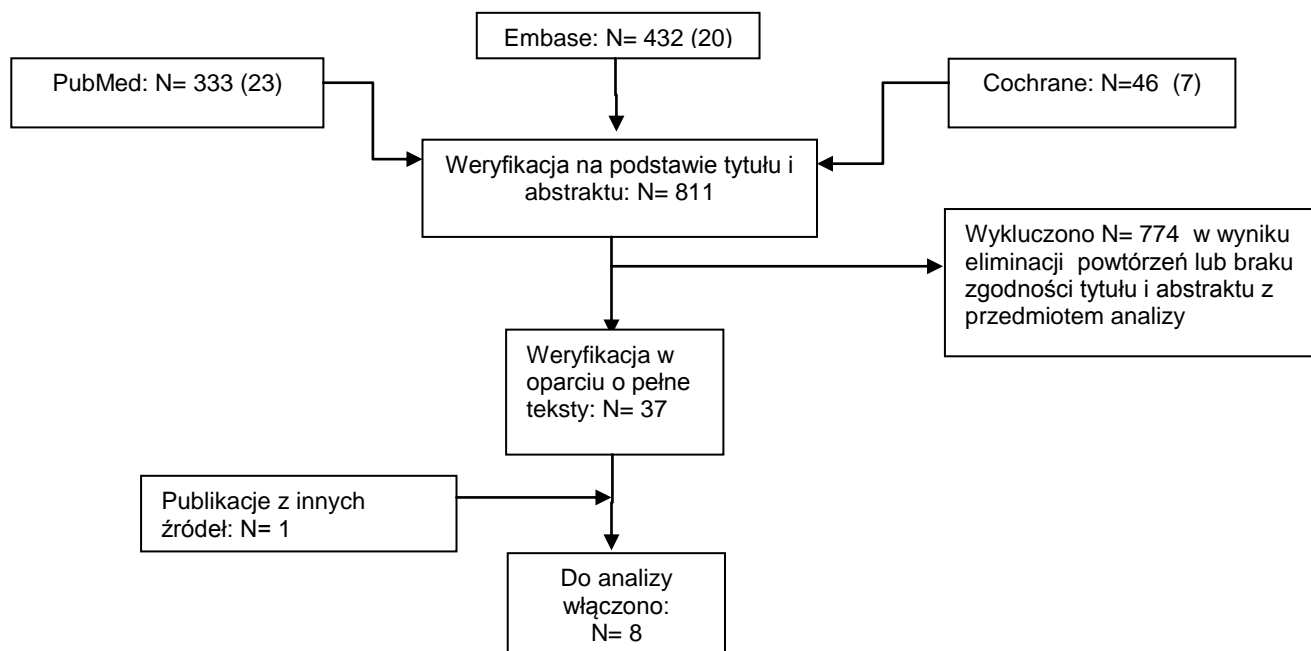 Embase: N= 432 (20)
PubMed: N= 333 (23)
Cochrane: N=46 (7)
Weryfikacja na podstawie tytułu i
abstraktu: N= 811
Wykluczono N= 774 w wyniku
eliminacji powtórzeń lub braku
zgodności tytułu i abstraktu z
przedmiotem analizy
Weryfikacja w
oparciu o pełne
teksty: N= 37
Publikacje z innych
źródeł: N= 1
Do analizy
włączono:
N= 8